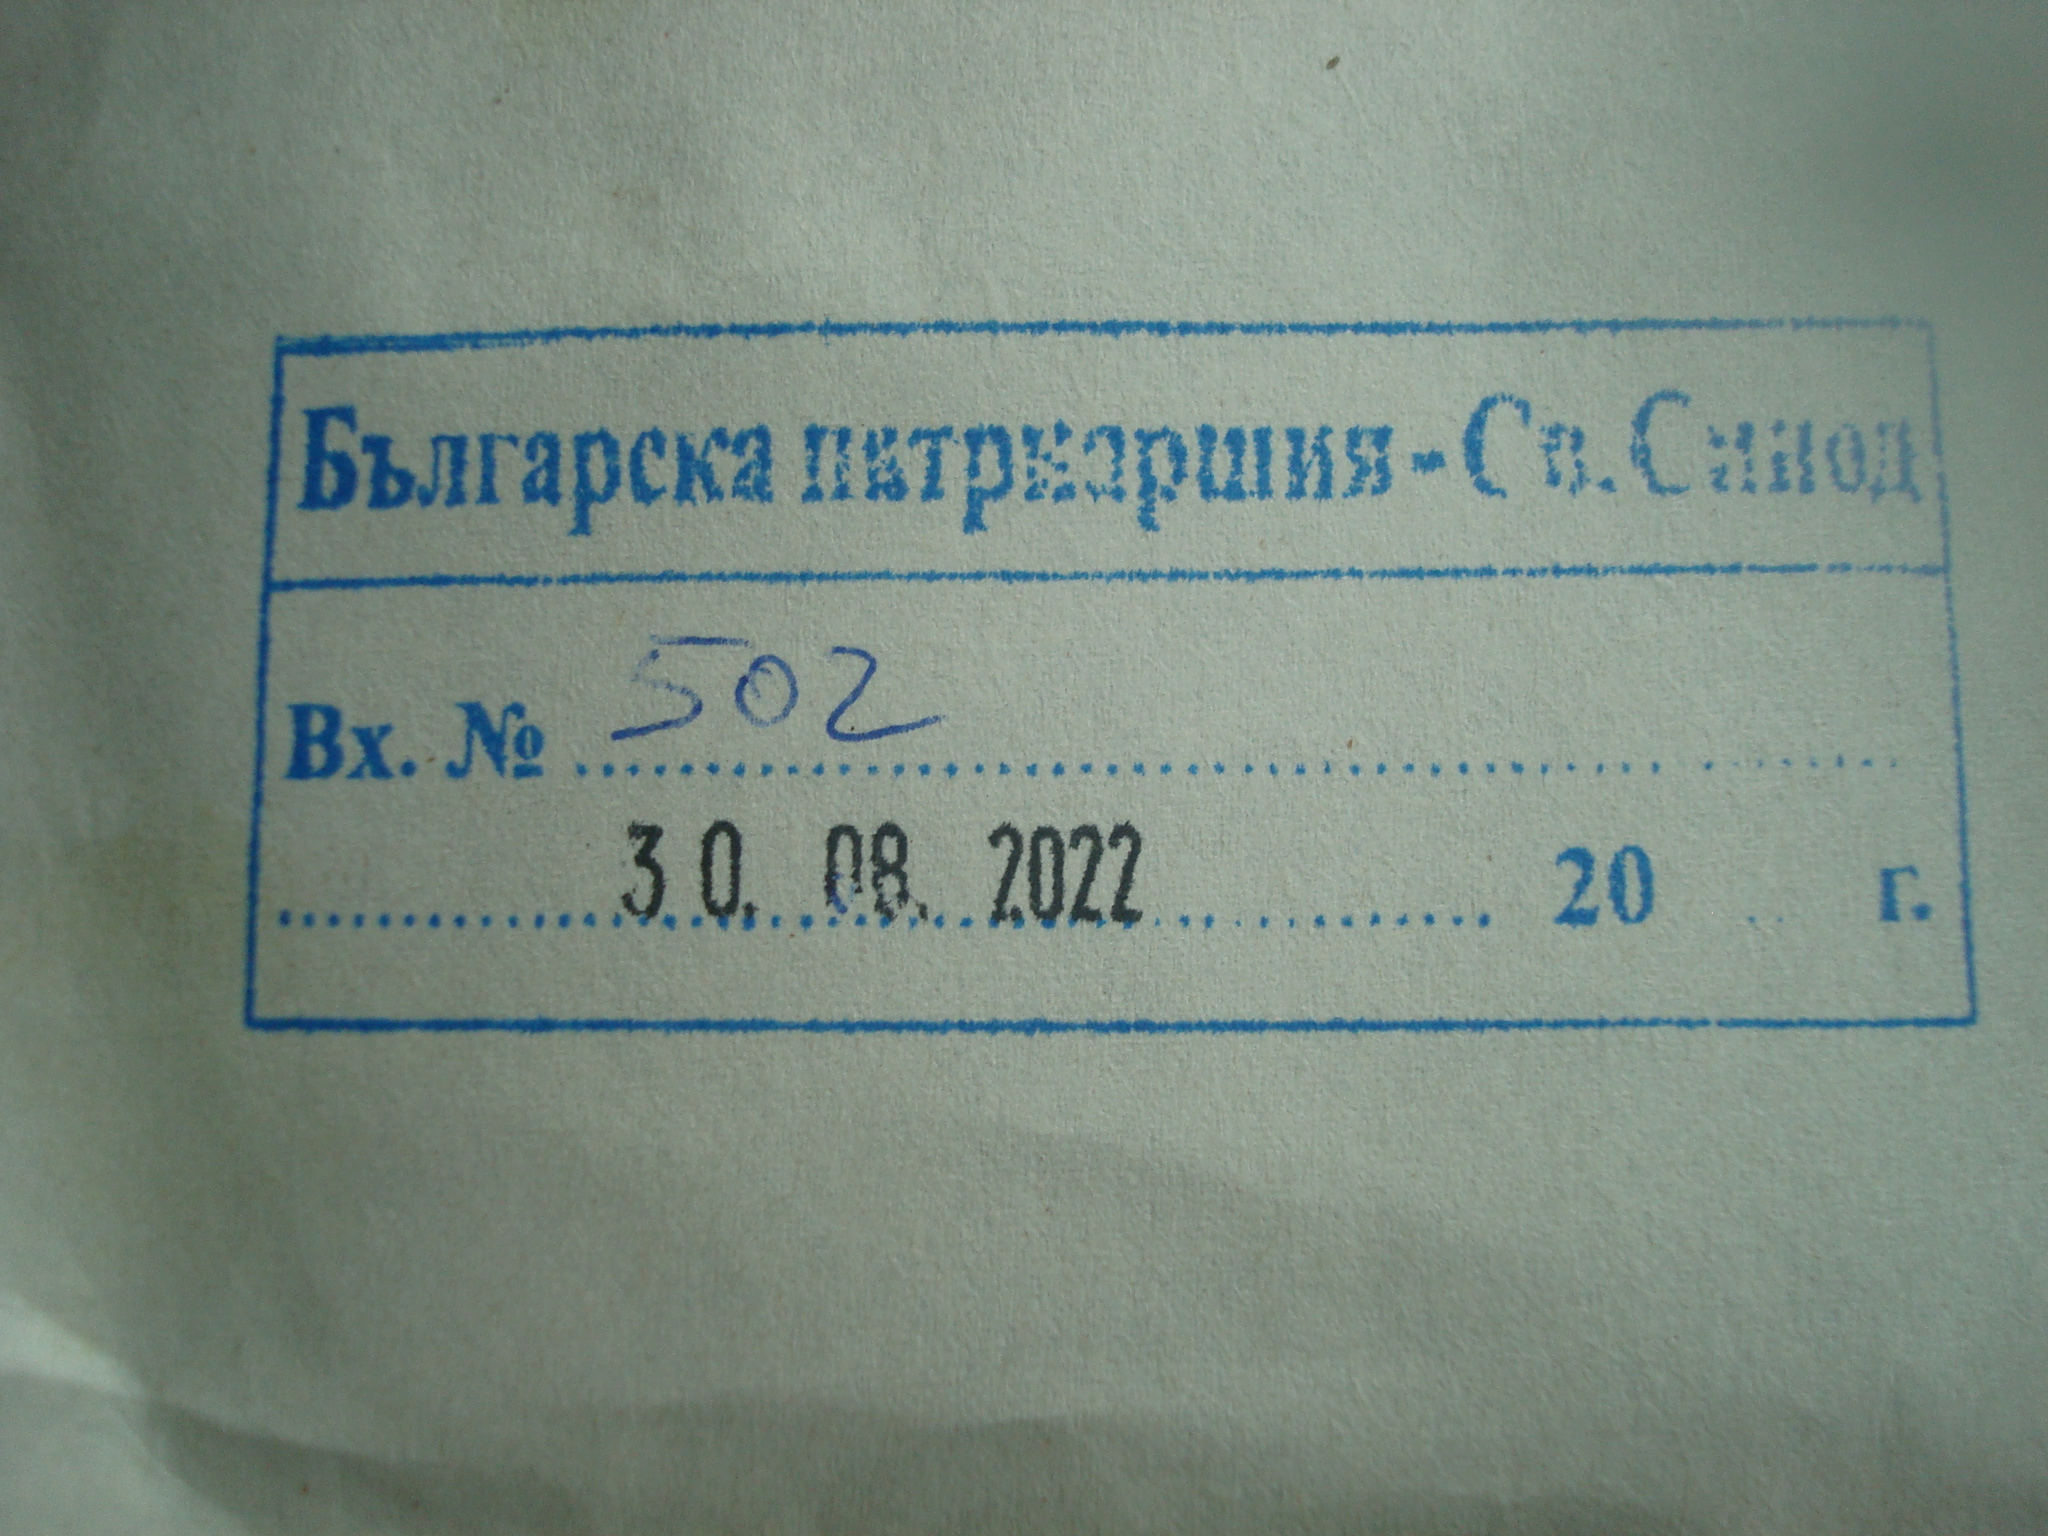 Българска патриаршия - Св. Синод
Вх. № 502
30. 08. 2022 20 г.